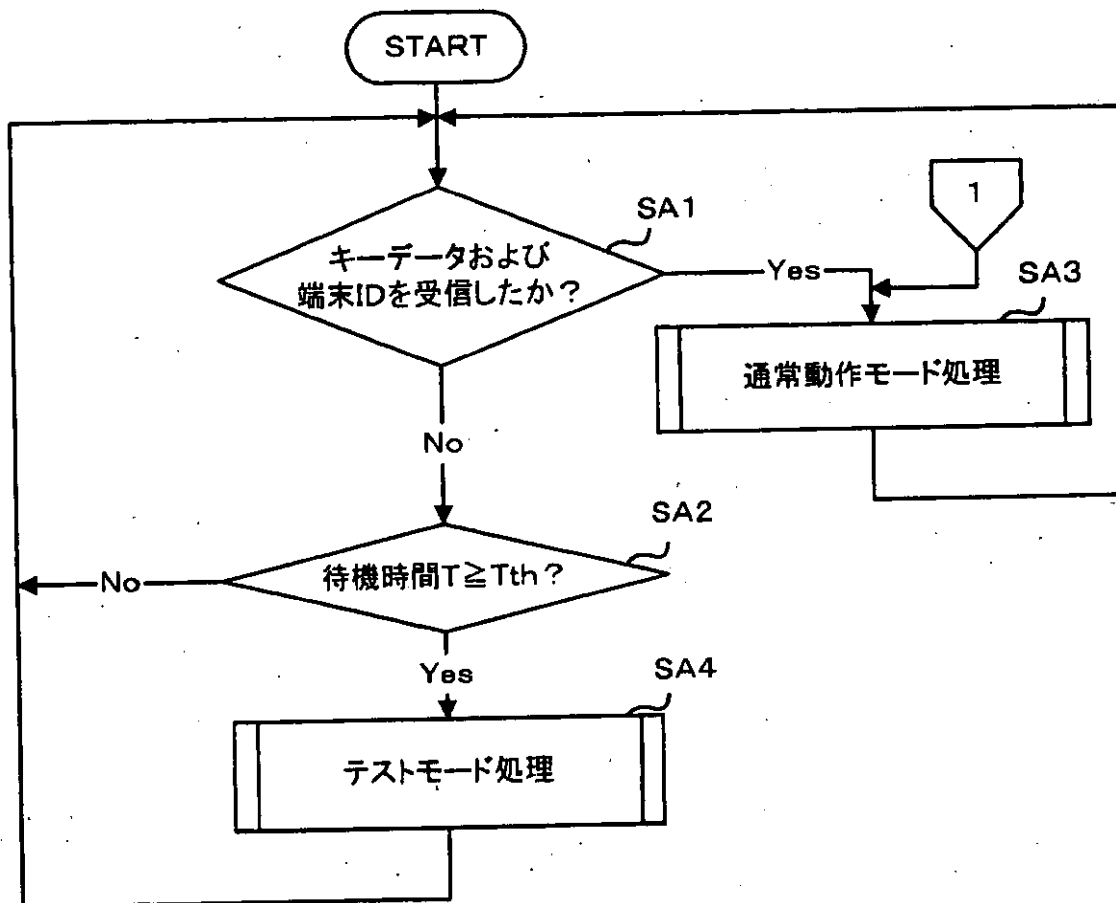 START
SA1
キーデータおよび
端末IDを受信したか？
Yes
1
SA3
通常動作モード処理
No
SA2
待機時間T≧Tth？
No
Yes
SA4
テストモード処理